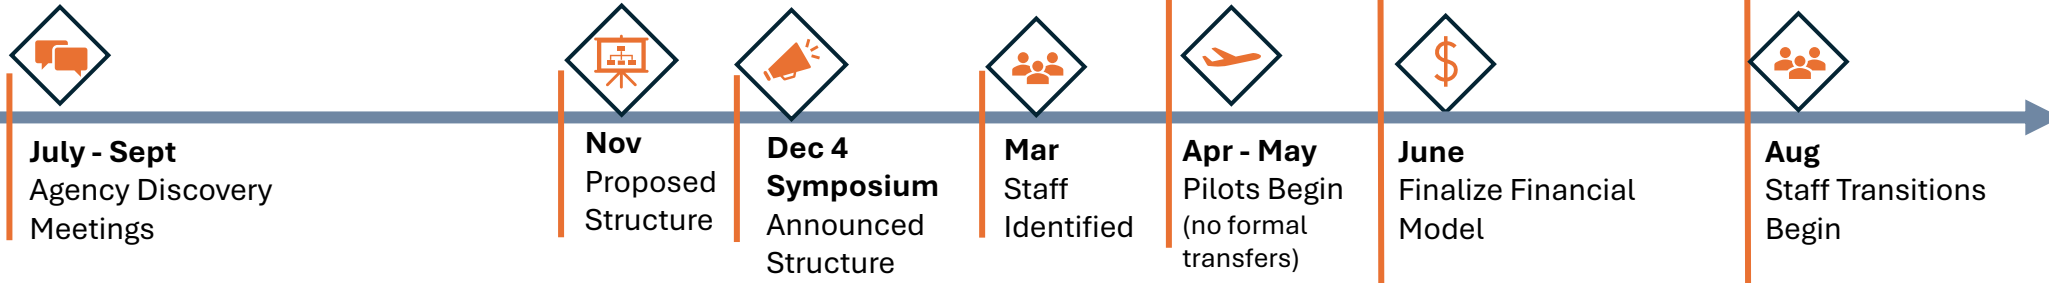 July - Sept
Agency Discovery
Meetings
Nov
Proposed
Structure
Dec 4
Symposium
Announced
Structure
Mar
Staff
Identified
Apr - May
Pilots Begin
(no formal
transfers)
June
Finalize Financial
Model
Aug
Staff Transitions
Begin